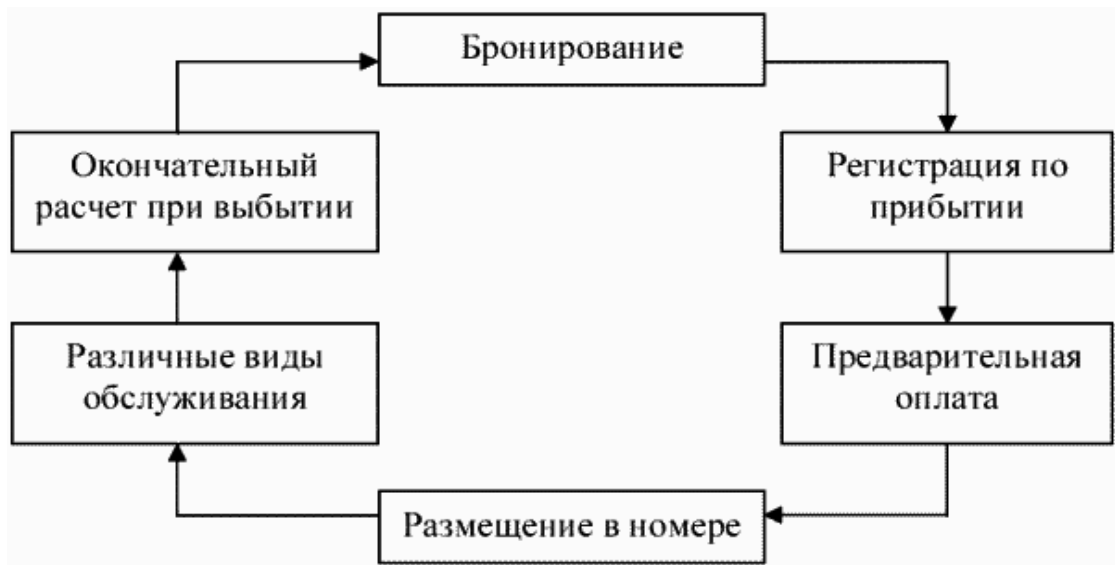 Бронирование
Окончательный
расчет при выбытии
Регистрация по
прибытии
Различные виды
обслуживания
Предварительная
оплата
Размещение в номере